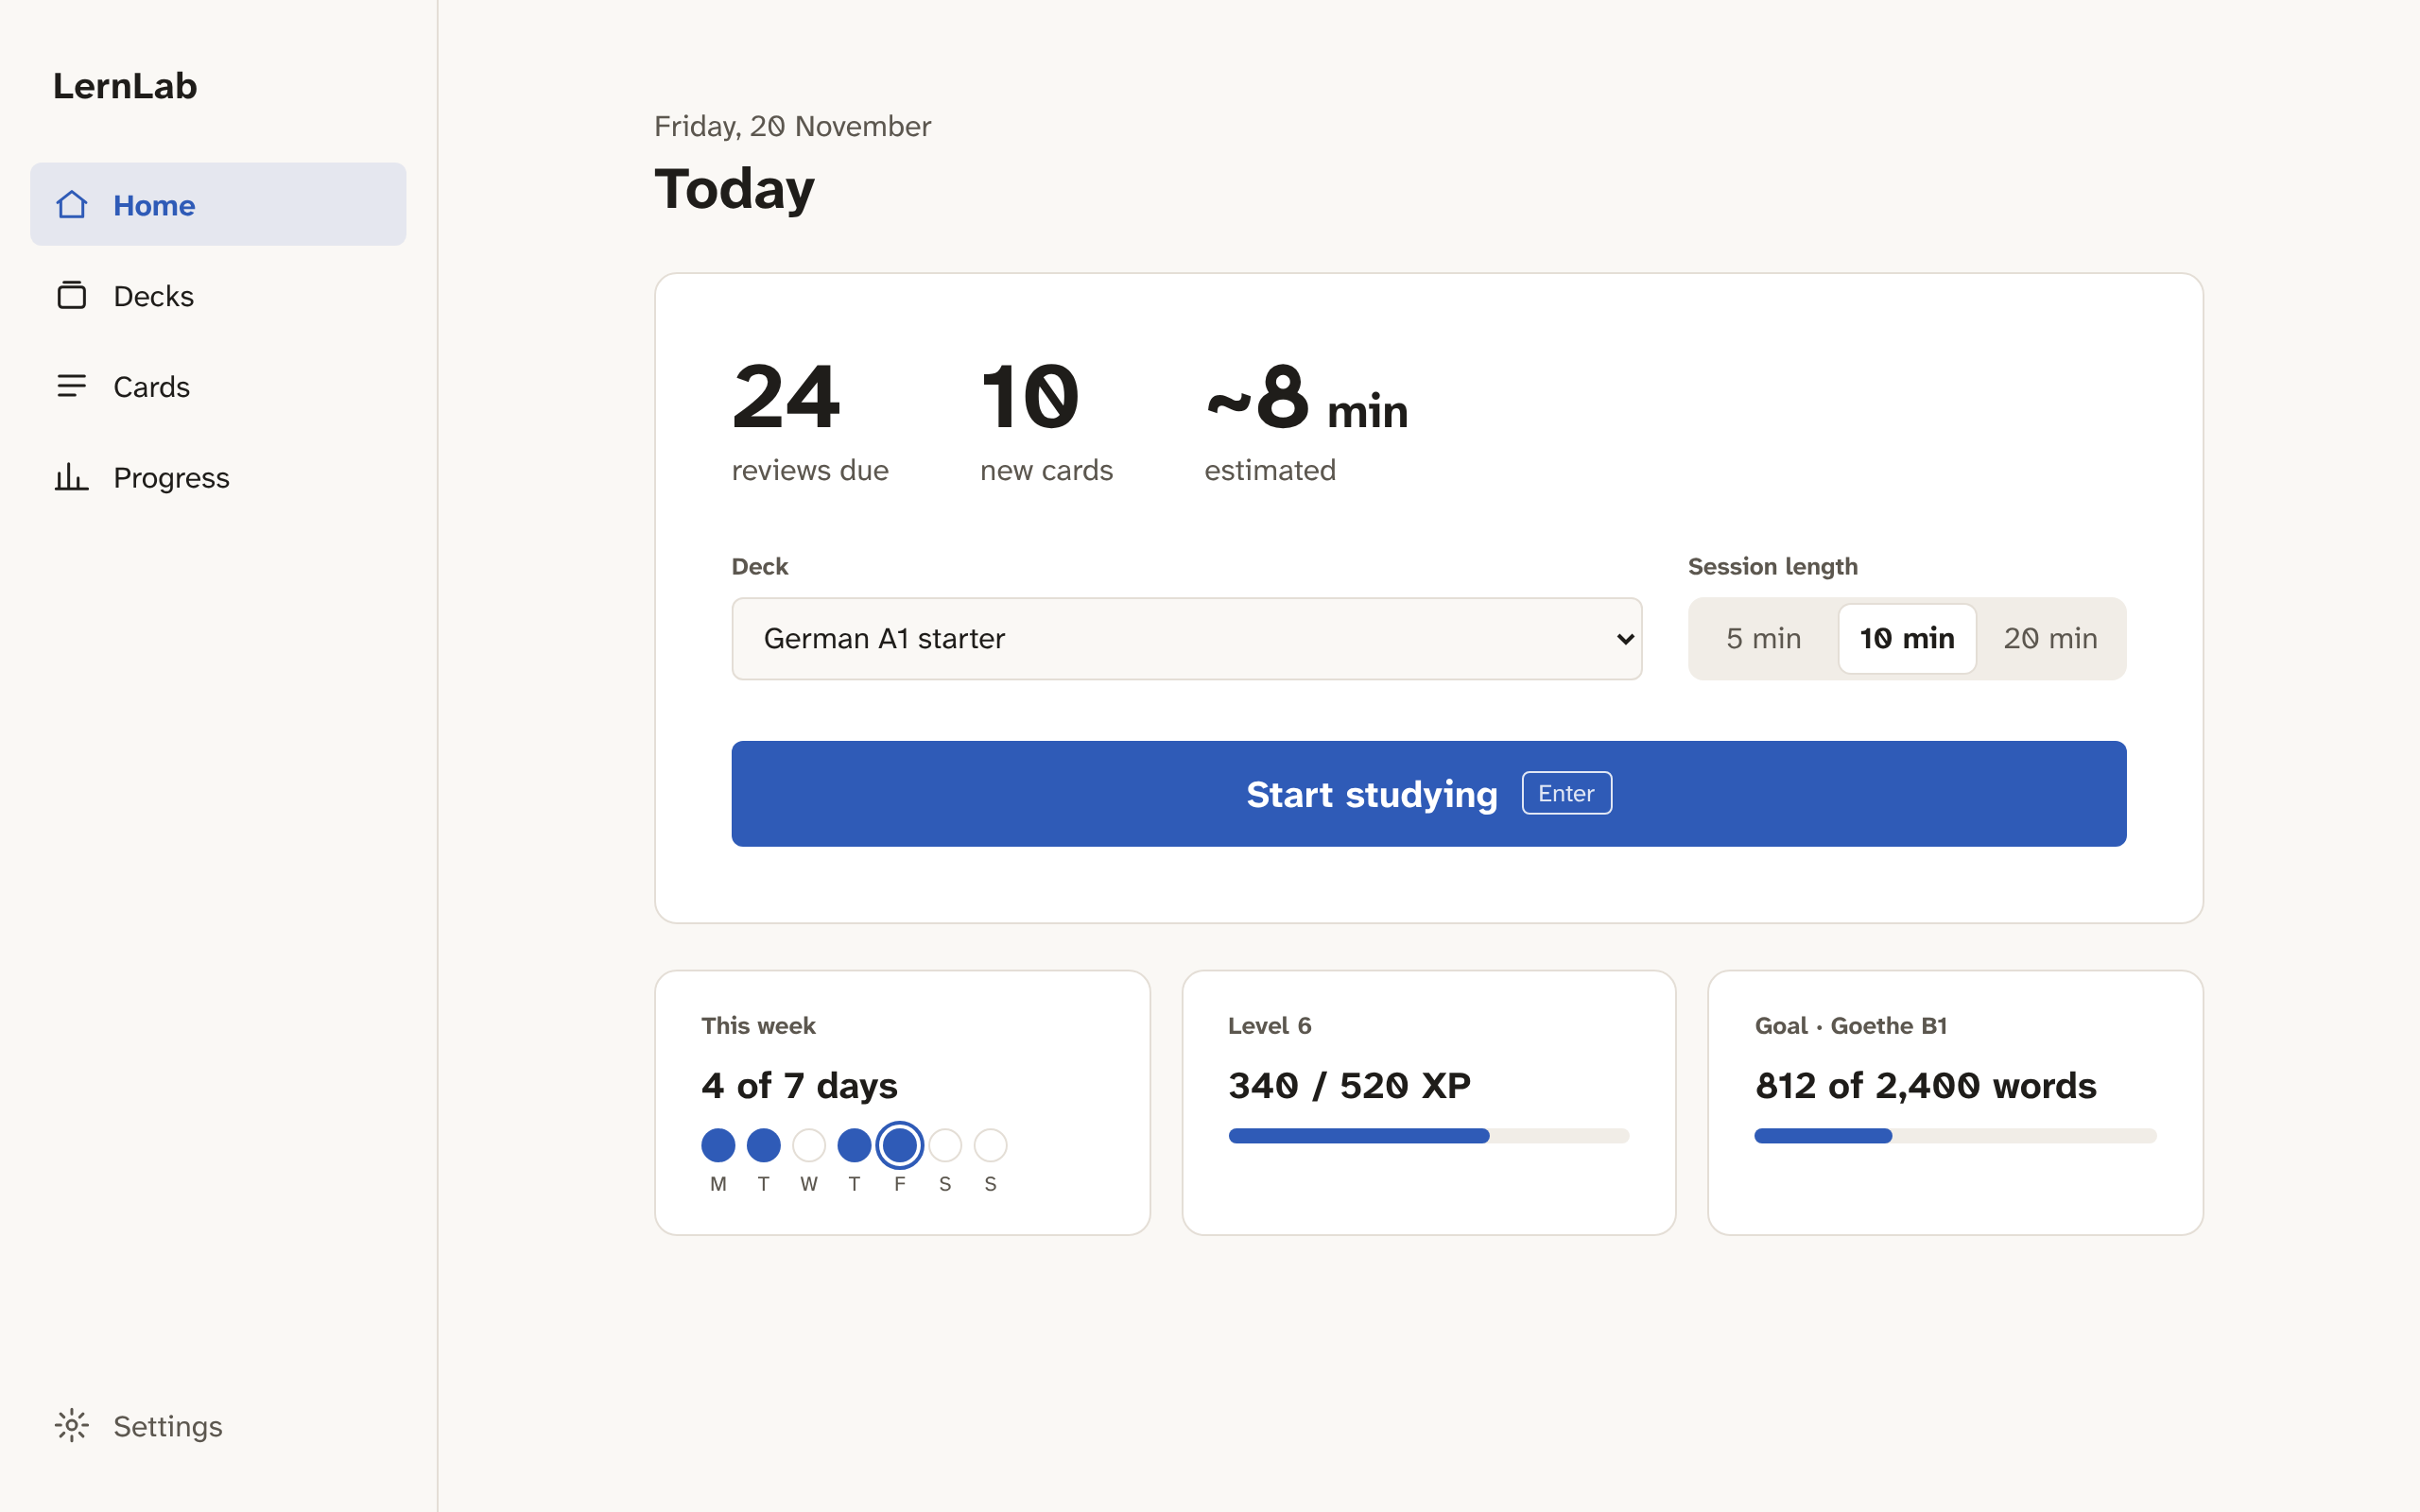 LernLab
Home
Decks
Cards
Progress
Settings
Friday, 20 November
Today
24
reviews due
10
new cards
~8 min
estimated
Deck
German A1 starter
Session length
5 min
10 min
20 min
Start studying Enter
This week
4 of 7 days
M T W T F S S
Level 6
340 / 520 XP
Goal · Goethe B1
812 of 2,400 words